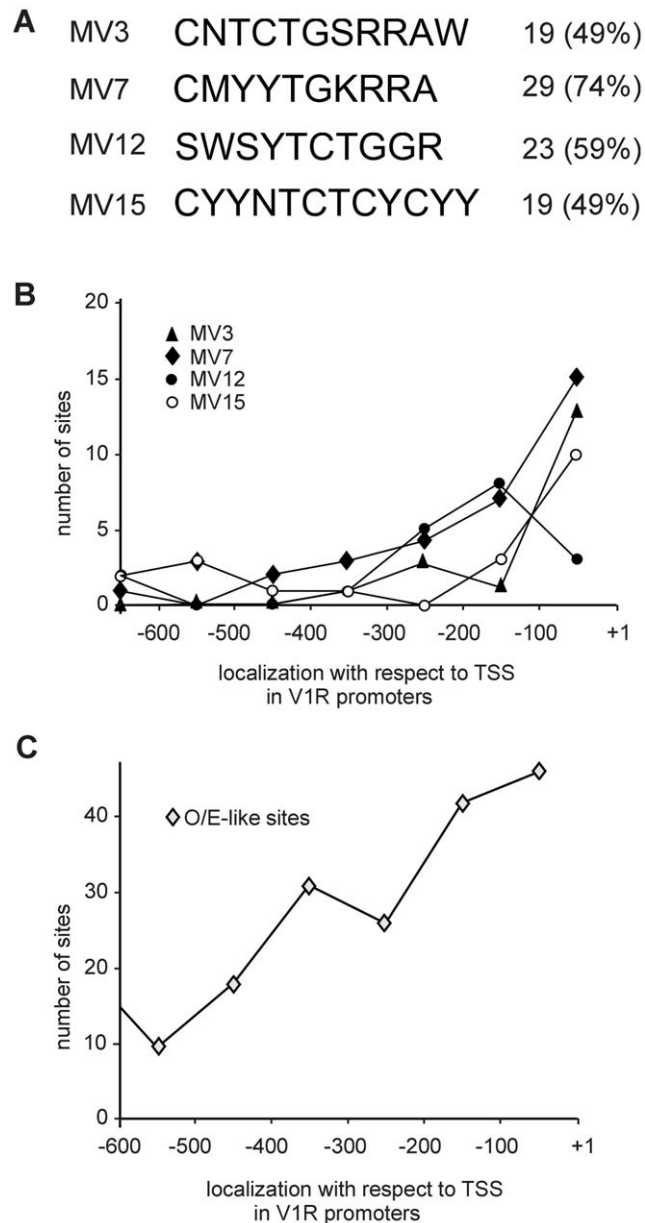 A
MV3 CNTCTGSRRAW 19 (49%)
MV7 CMYYTGKRRA 29 (74%)
MV12 SWSYTCTGGR 23 (59%)
MV15 CYYNTCTCYCYY 19 (49%)
B
20
15
10
5
0
number of sites
MV3
MV7
MV12
MV15
-600 -500 -400 -300 -200 -100 +1
localization with respect to TSS
in V1R promoters
C
40
30
20
10
0
number of sites
O/E-like sites
-600 -500 -400 -300 -200 -100 +1
localization with respect to TSS
in V1R promoters